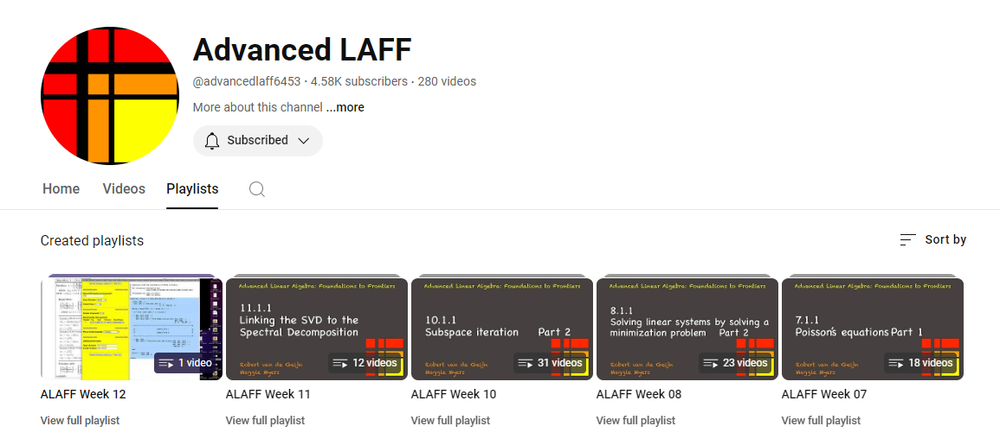 Advanced LAFF
@advancedlaff6453 · 4.58K subscribers · 280 videos
More about this channel ...more
Subscribed
Home Videos Playlists
Created playlists
Sort by
1 video
ALAFF Week 12
View full playlist
Advanced Linear Algebra: Foundations to Frontiers
11.1.1
Linking the SVD to the
Spectral Decomposition
Robert van de Geijn
Maggie Myers
12 videos
ALAFF Week 11
View full playlist
Advanced Linear Algebra: Foundations to Frontiers
10.1.1
Subspace iteration Part 2
Robert van de Geijn
Maggie Myers
31 videos
ALAFF Week 10
View full playlist
Advanced Linear Algebra: Foundations to Frontiers
8.1.1
Solving linear systems by solving a
minimization problem Part 2
Robert van de Geijn
Maggie Myers
23 videos
ALAFF Week 08
View full playlist
Advanced Linear Algebra: Foundations to Frontiers
7.1.1
Poisson's equations Part 1
Robert van de Geijn
Maggie Myers
18 videos
ALAFF Week 07
View full playlist